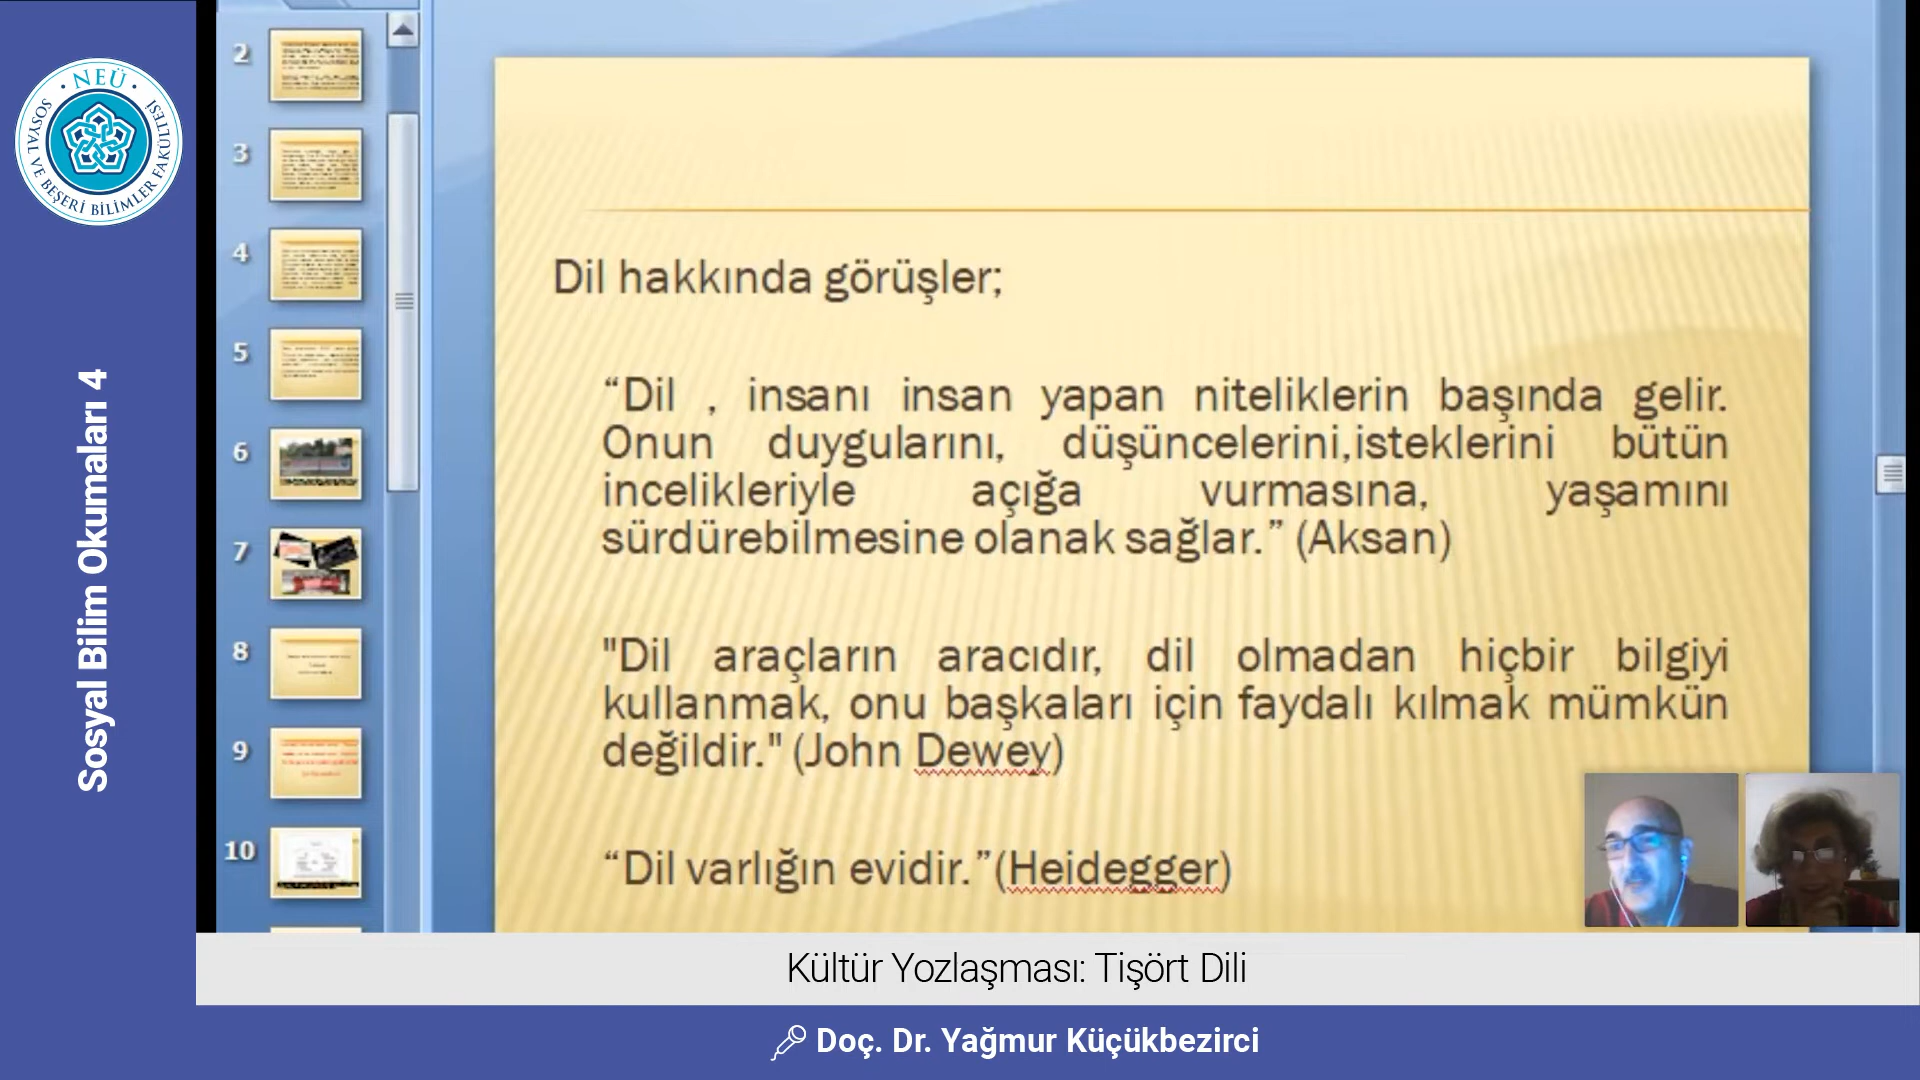 NEÜ
SOSYAL VE BEŞERİ BİLİMLER FAKÜLTESİ
Sosyal Bilim Okumaları 4
2
3
4
5
6
7
8
9
10
Dil hakkında görüşler;
“Dil , insanı insan yapan niteliklerin başında gelir.
Onun duygularını, düşüncelerini,isteklerini bütün
incelikleriyle açığa vurmasına, yaşamını
sürdürebilmesine olanak sağlar.” (Aksan)
"Dil araçların aracıdır, dil olmadan hiçbir bilgiyi
kullanmak, onu başkaları için faydalı kılmak mümkün
değildir." (John Dewey)
“Dil varlığın evidir.”(Heidegger)
Kültür Yozlaşması: Tişört Dili
Doç. Dr. Yağmur Küçükbezirci